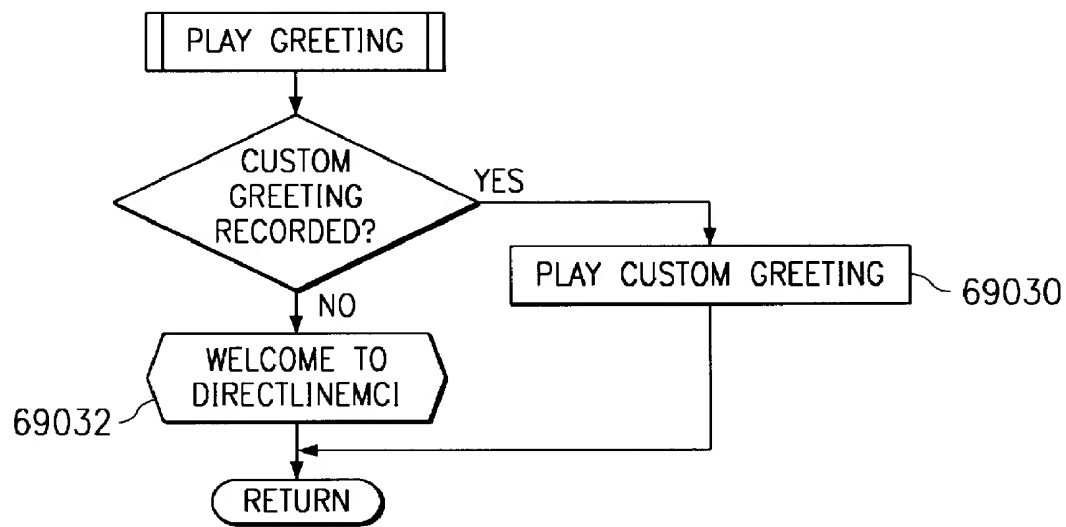 PLAY GREETING
CUSTOM
GREETING
RECORDED?
YES
PLAY CUSTOM GREETING
69030
NO
WELCOME TO
DIRECTLINEMCI
69032
RETURN